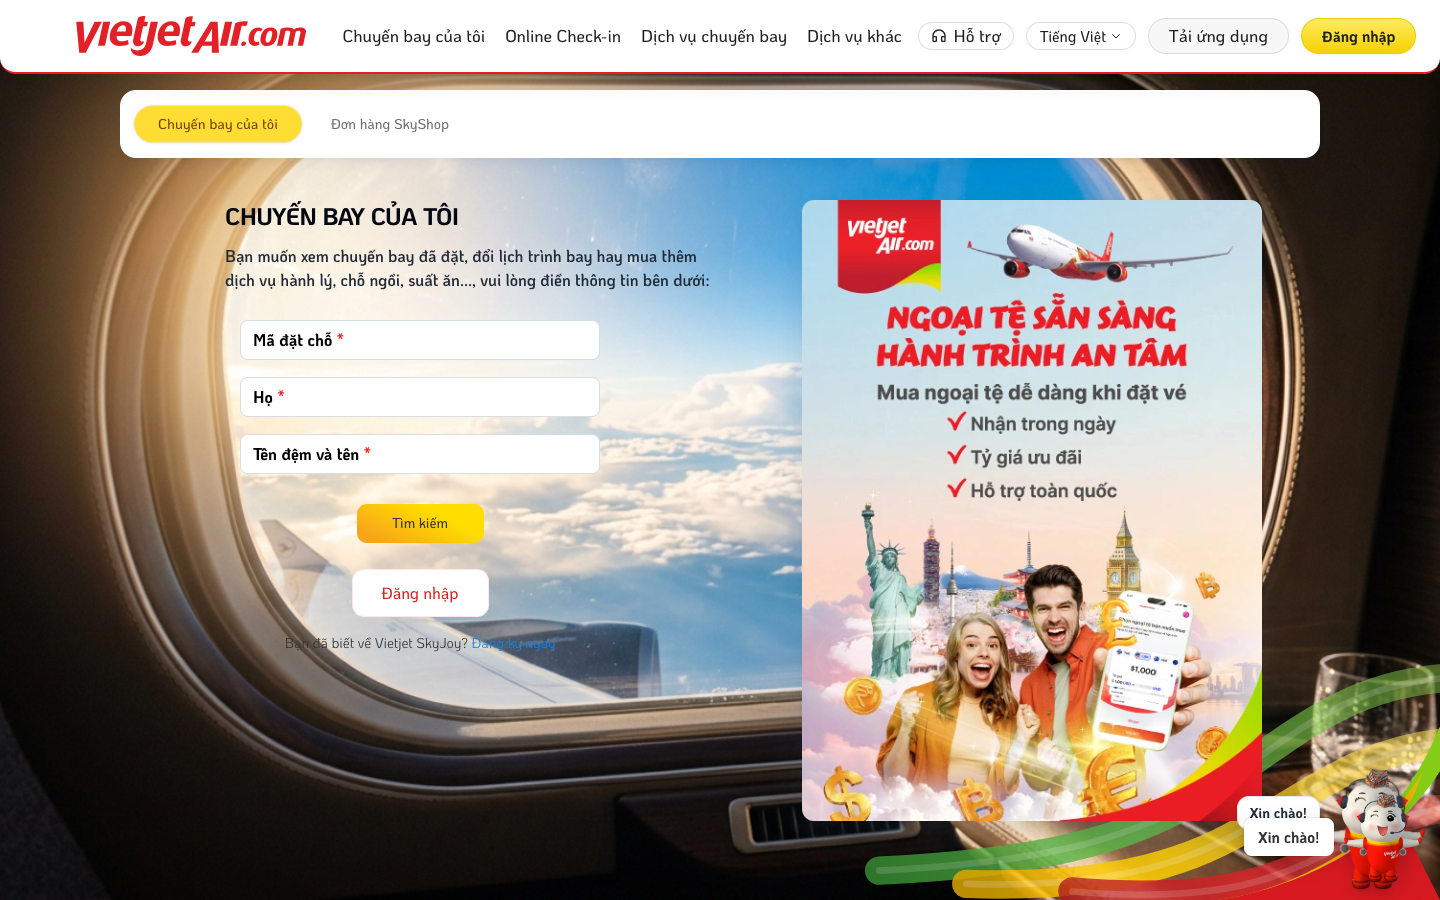 vietjet Air.com
Chuyến bay của tôi
Online Check-in
Dịch vụ chuyến bay
Dịch vụ khác
Hỗ trợ
Tiếng Việt
Tải ứng dụng
Đăng nhập
Chuyến bay của tôi
Đơn hàng SkyShop
CHUYẾN BAY CỦA TÔI
Bạn muốn xem chuyến bay đã đặt, đổi lịch trình bay hay mua thêm
dịch vụ hành lý, chỗ ngồi, suất ăn..., vui lòng điền thông tin bên dưới:
Mã đặt chỗ *
Họ *
Tên đệm và tên *
Tìm kiếm
Đăng nhập
Bạn đã biết về Vietjet SkyJoy? Đăng ký ngay
vietjet
Air.com
NGOẠI TỆ SẴN SÀNG
HÀNH TRÌNH AN TÂM
Mua ngoại tệ dễ dàng khi đặt vé
Nhận trong ngày
Tỷ giá ưu đãi
Hỗ trợ toàn quốc
$1,000
Xin chào!
Xin chào!